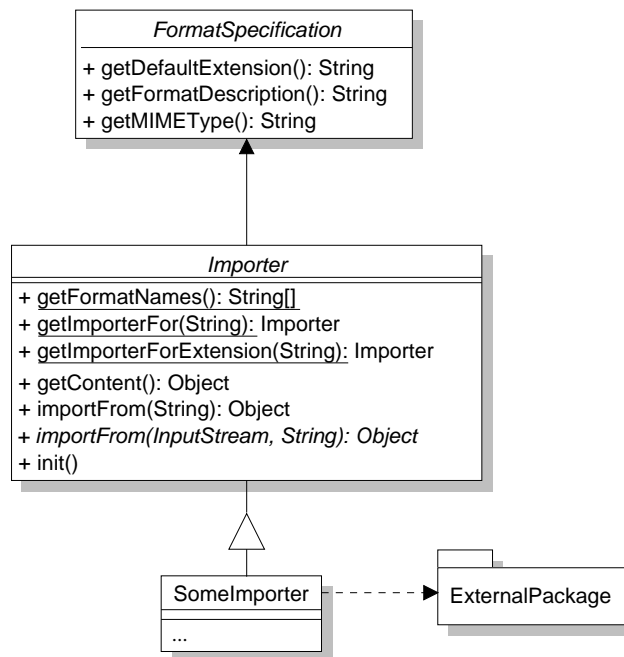 FormatSpecification
+ getDefaultExtension(): String
+ getFormatDescription(): String
+ getMIMEType(): String
Importer
+ getFormatNames(): String[]
+ getImporterFor(String): Importer
+ getImporterForExtension(String): Importer
+ getContent(): Object
+ importFrom(String): Object
+ importFrom(InputStream, String): Object
+ init()
SomeImporter
...
ExternalPackage